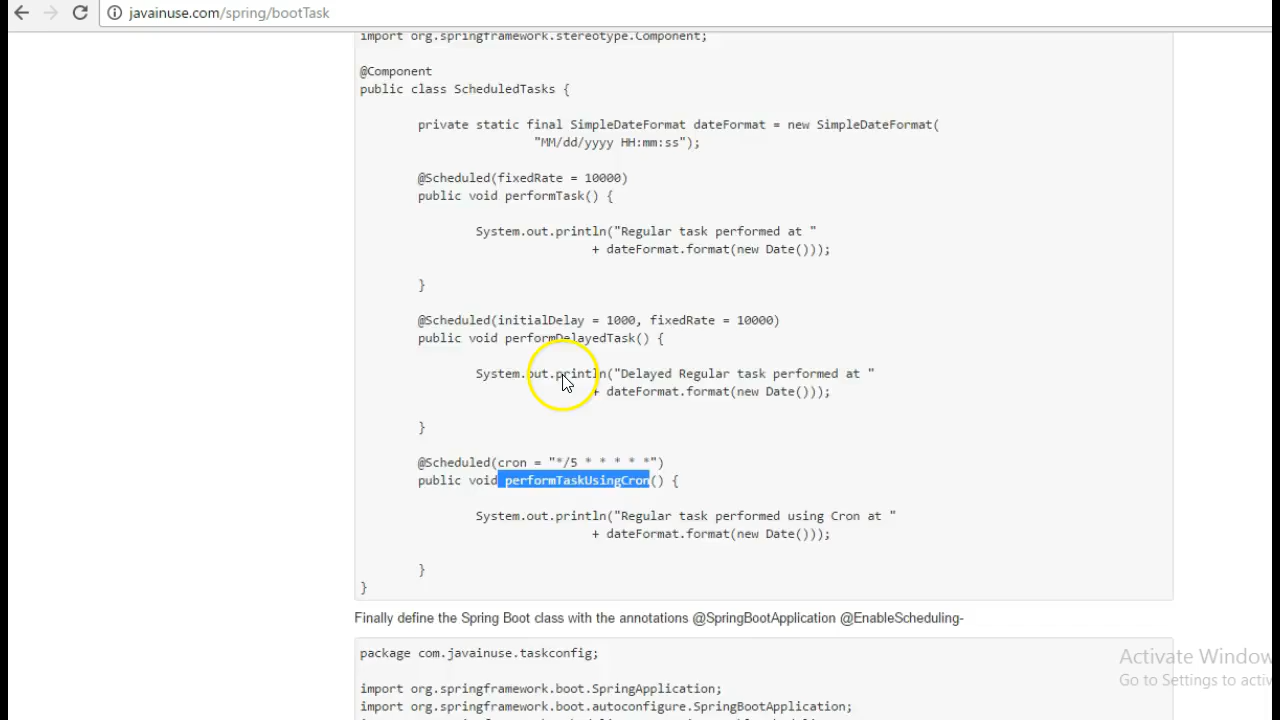 javainuse.com/spring/bootTask
import org.springframework.stereotype.Component;
@Component
public class ScheduledTasks {
private static final SimpleDateFormat dateFormat = new SimpleDateFormat(
"MM/dd/yyyy HH:mm:ss");
@Scheduled(fixedRate = 10000)
public void performTask() {
System.out.println("Regular task performed at "
+ dateFormat.format(new Date()));
}
@Scheduled(initialDelay = 1000, fixedRate = 10000)
public void performDelayedTask() {
System.out.println("Delayed Regular task performed at "
+ dateFormat.format(new Date()));
}
@Scheduled(cron = "*/5 * * * * *")
public void performTaskUsingCron() {
System.out.println("Regular task performed using Cron at "
+ dateFormat.format(new Date()));
}
}
Finally define the Spring Boot class with the annotations @SpringBootApplication @EnableScheduling-
package com.javainuse.taskconfig;
import org.springframework.boot.SpringApplication;
import org.springframework.boot.autoconfigure.SpringBootApplication;
Activate Window
Go to Settings to activ